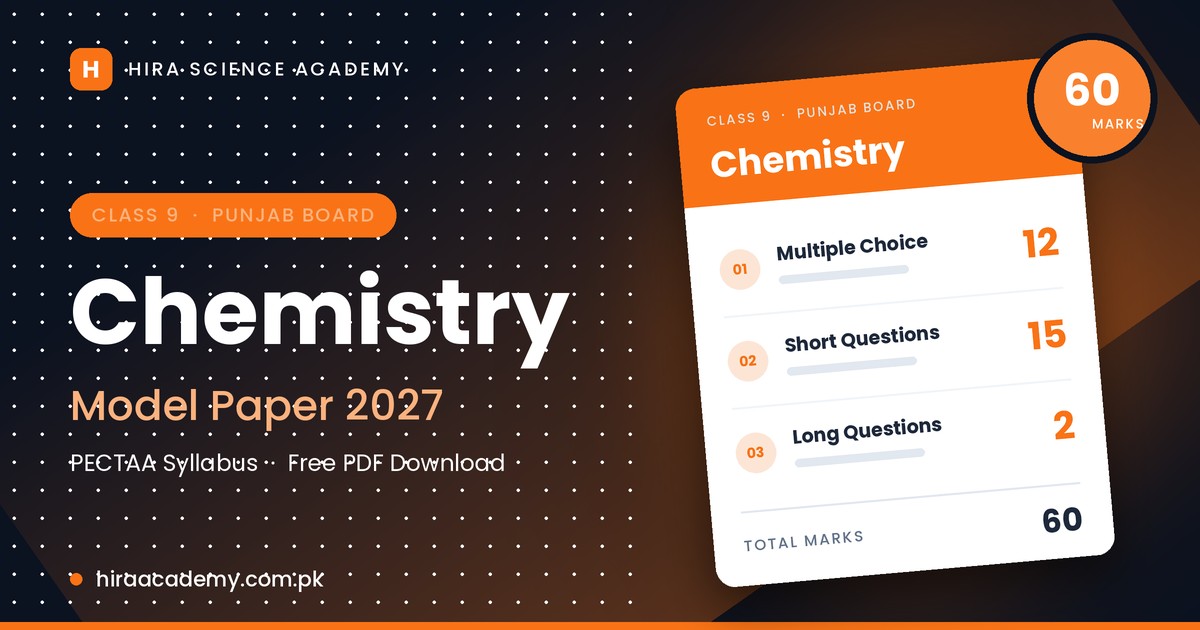 H HIRA SCIENCE ACADEMY
CLASS 9 · PUNJAB BOARD
Chemistry
Model Paper 2027
PECTAA Syllabus · Free PDF Download
hiraacademy.com.pk
60
MARKS
CLASS 9 · PUNJAB BOARD
Chemistry
01 Multiple Choice 12
02 Short Questions 15
03 Long Questions 2
TOTAL MARKS 60